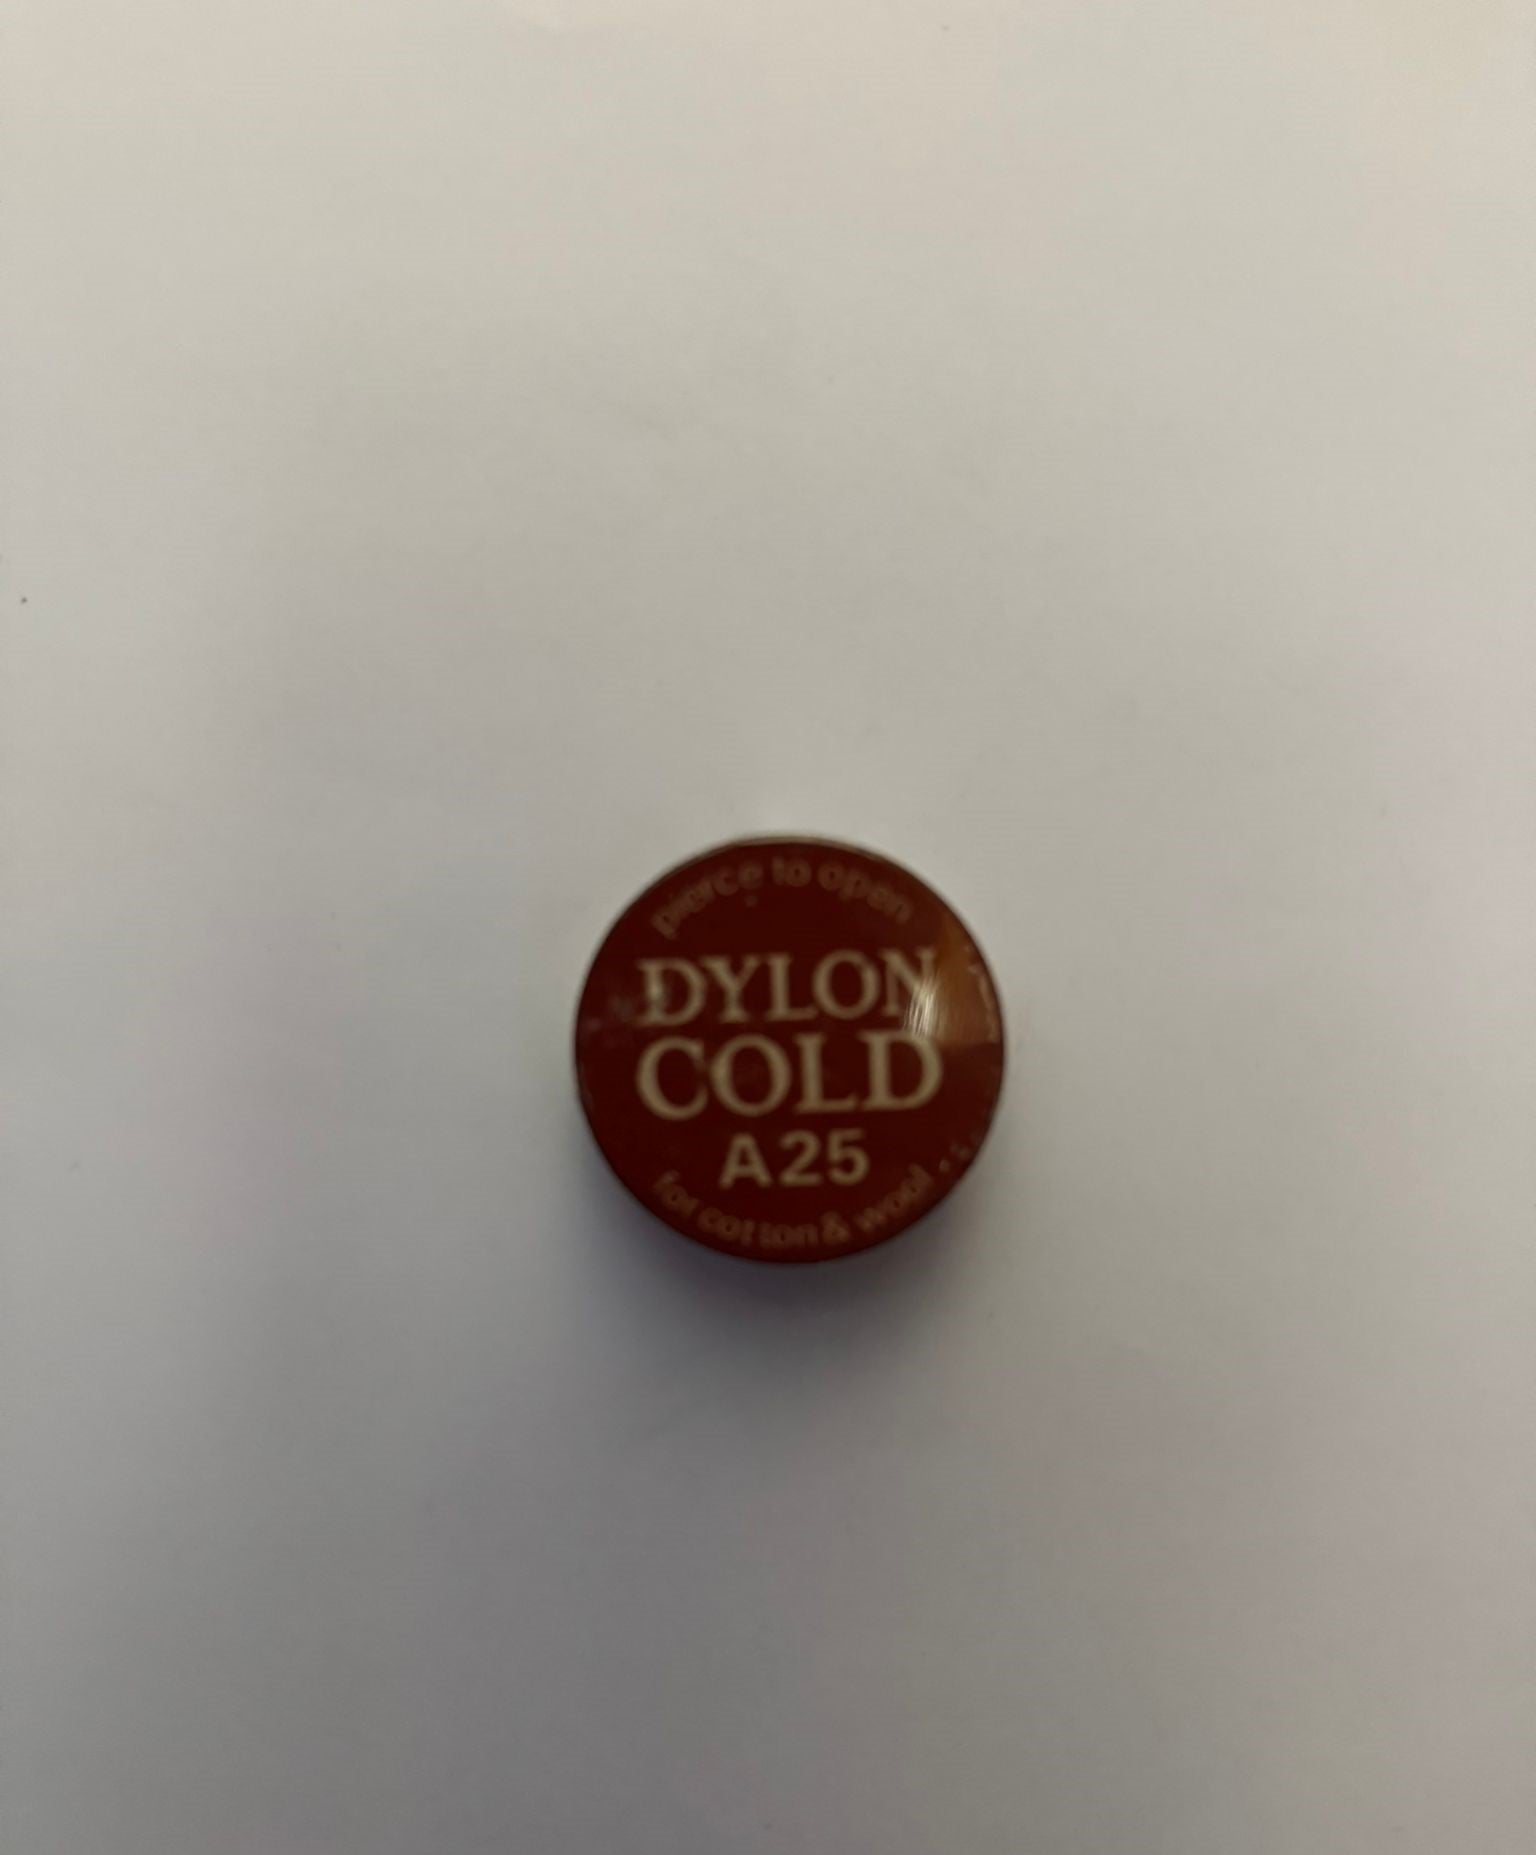 pierce to open
DYLON
COLD
A25
for cotton & wool